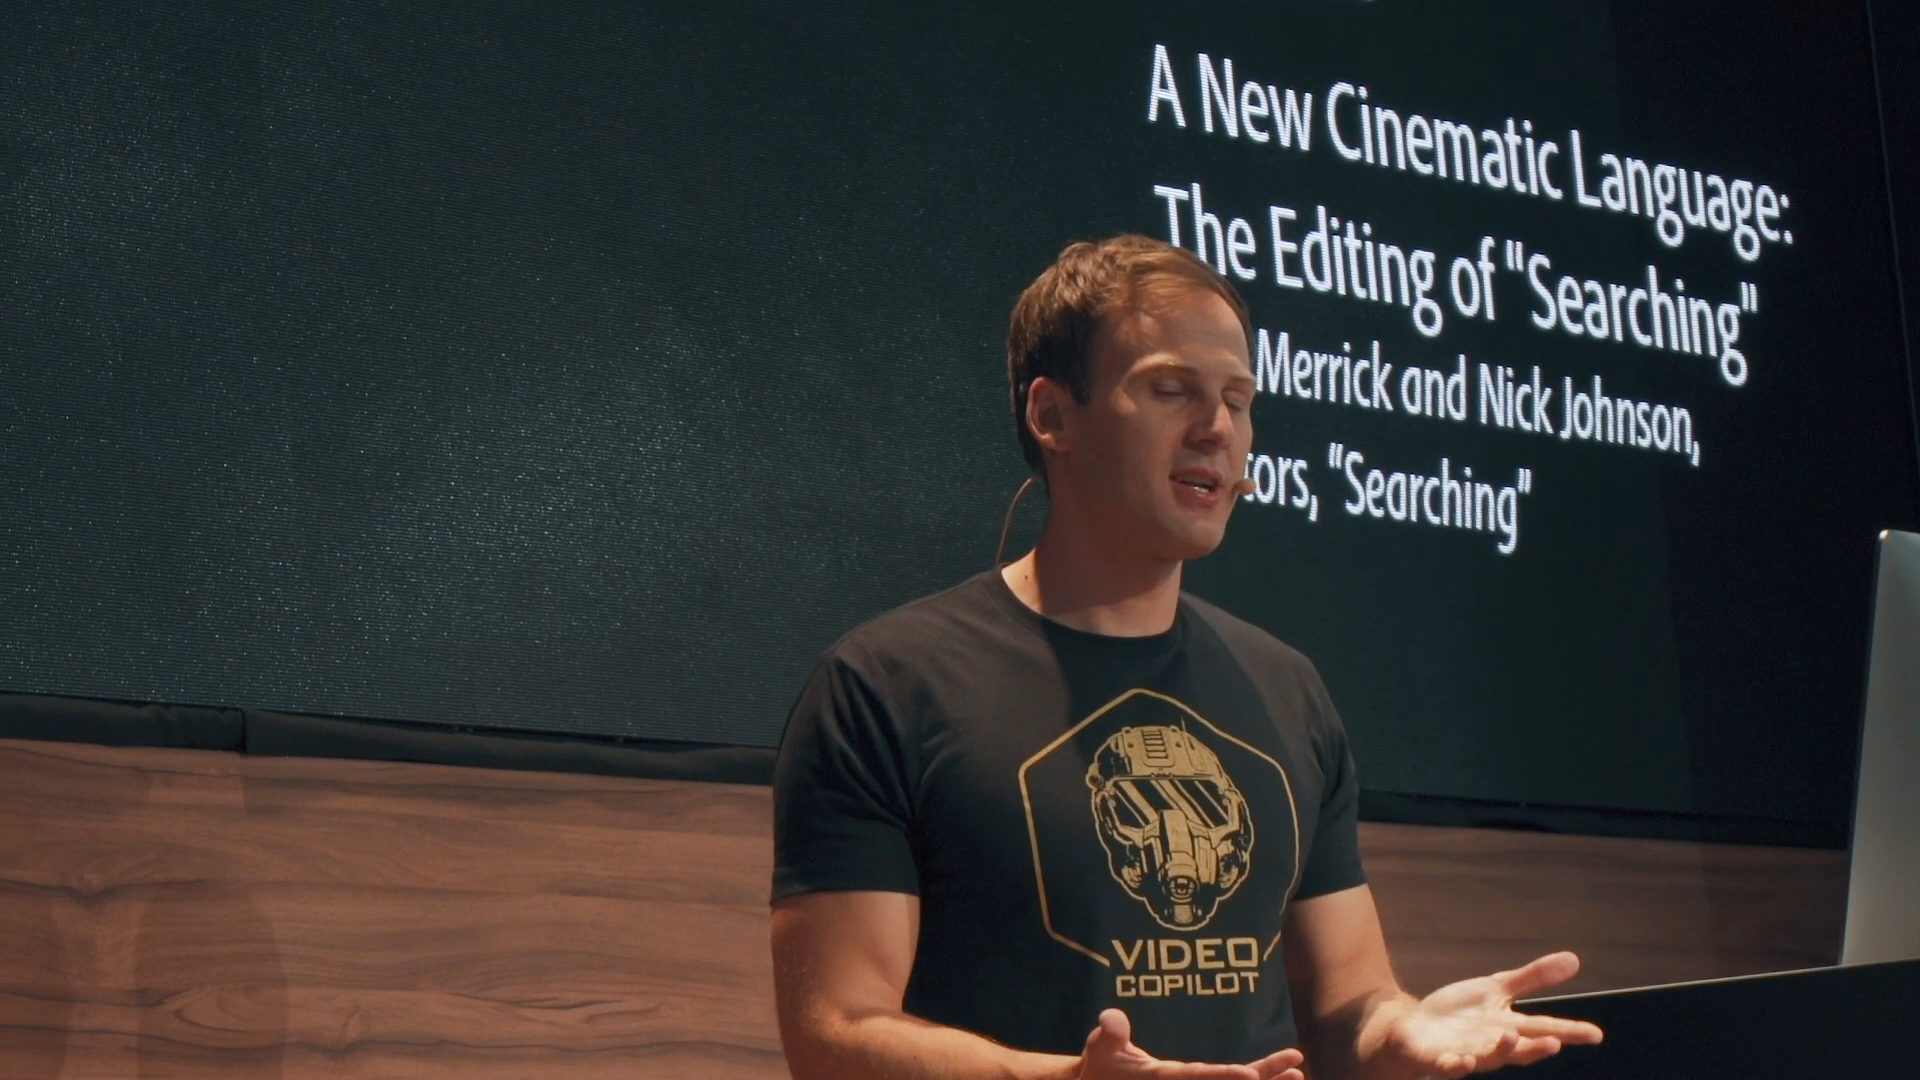 A New Cinematic Language:
The Editing of "Searching"
Merrick and Nick Johnson,
tors, "Searching"
VIDEO
COPILOT